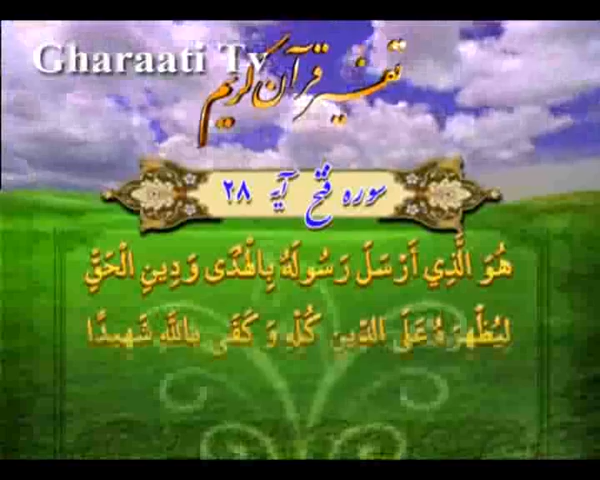 Gharaati Tv
تفسیر قرآن کریم
سوره فتح آیه ۲۸
هُوَ الَّذِي أَرْسَلَ رَسُولَهُ بِالْهُدَى وَ دِينِ الْحَقِّ
لِيُظْهِرَهُ عَلَى الدِّينِ كُلِّهِ وَ كَفَى بِاللَّهِ شَهِيدًا